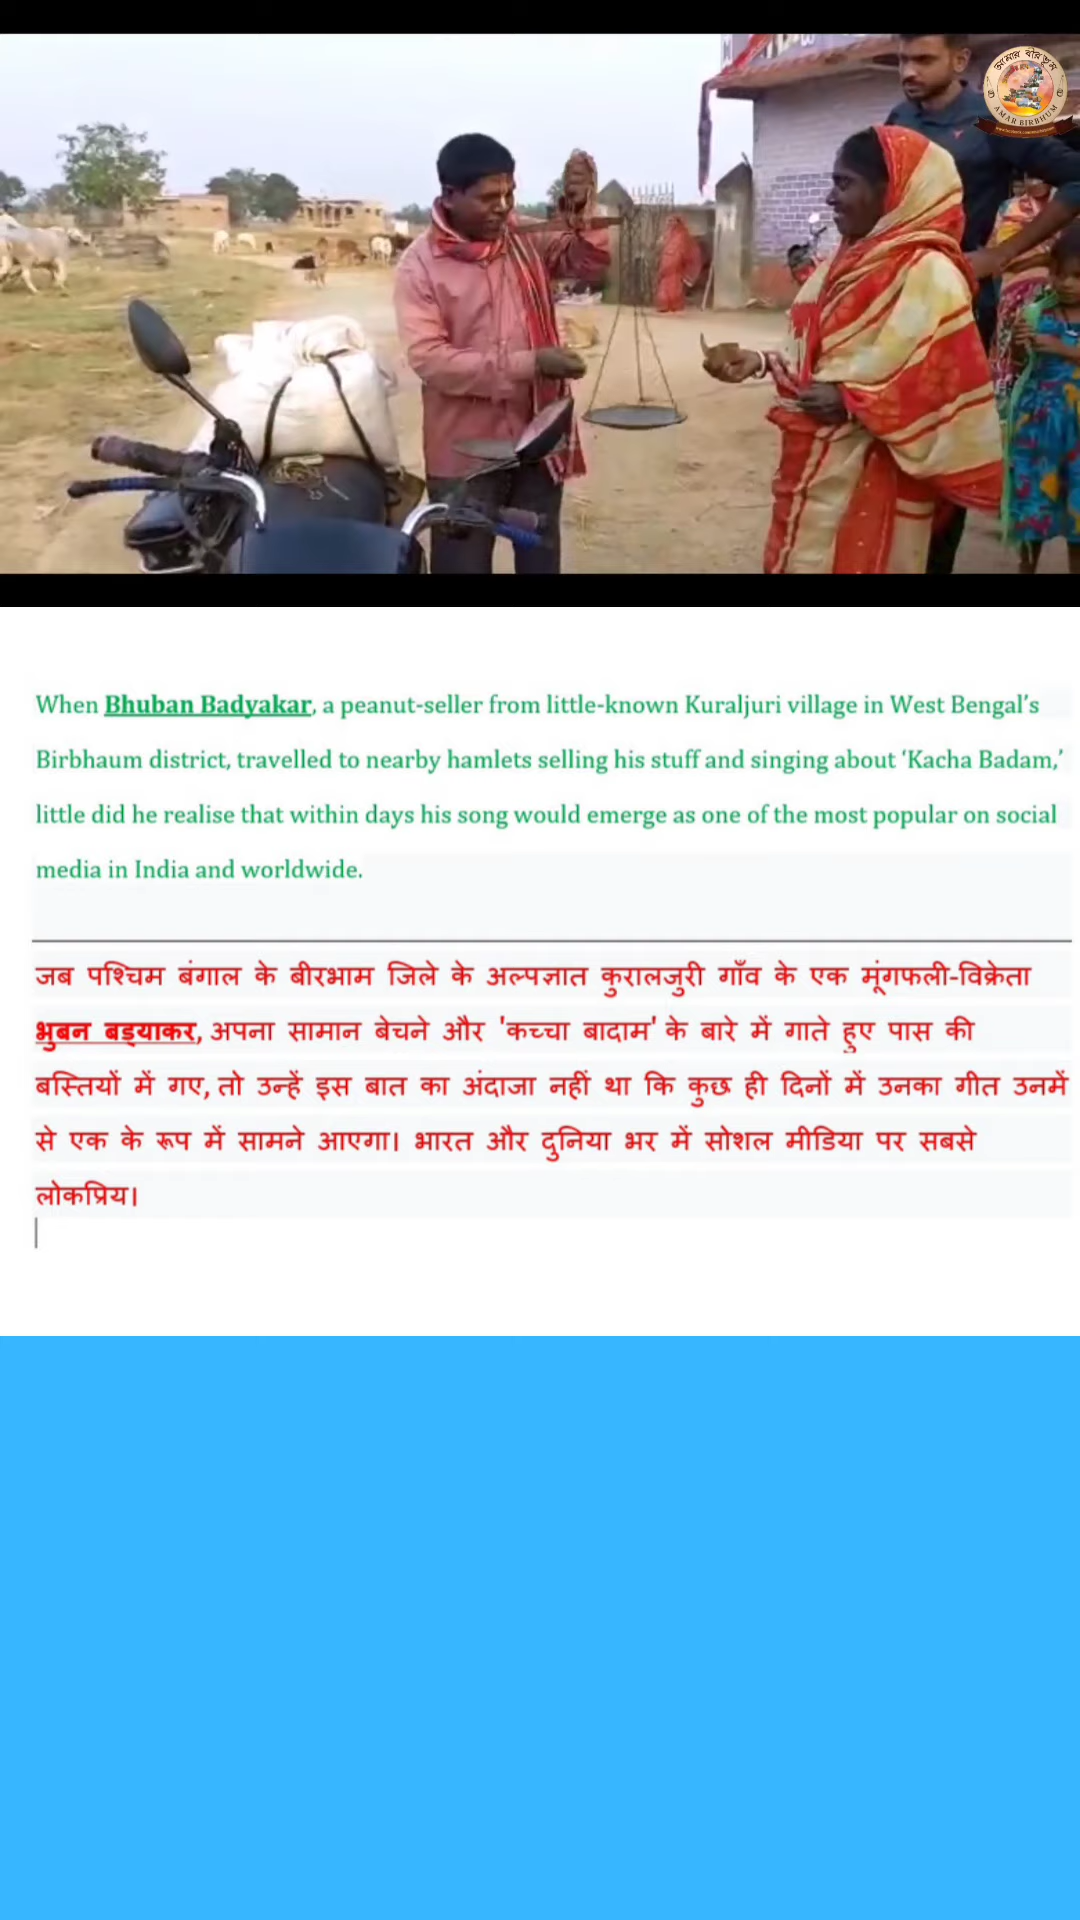 আমার বীরভূম
AMAR BIRBHUM
When Bhuban Badyakar, a peanut-seller from little-known Kuraljuri village in West Bengal’s
Birbhaum district, travelled to nearby hamlets selling his stuff and singing about ‘Kacha Badam,’
little did he realise that within days his song would emerge as one of the most popular on social
media in India and worldwide.
जब पश्चिम बंगाल के बीरभाम जिले के अल्पज्ञात कुरालजुरी गाँव के एक मूंगफली-विक्रेता
भुबन बड्याकर, अपना सामान बेचने और 'कच्चा बादाम' के बारे में गाते हुए पास की
बस्तियों में गए, तो उन्हें इस बात का अंदाजा नहीं था कि कुछ ही दिनों में उनका गीत उनमें
से एक के रूप में सामने आएगा। भारत और दुनिया भर में सोशल मीडिया पर सबसे
लोकप्रिय।